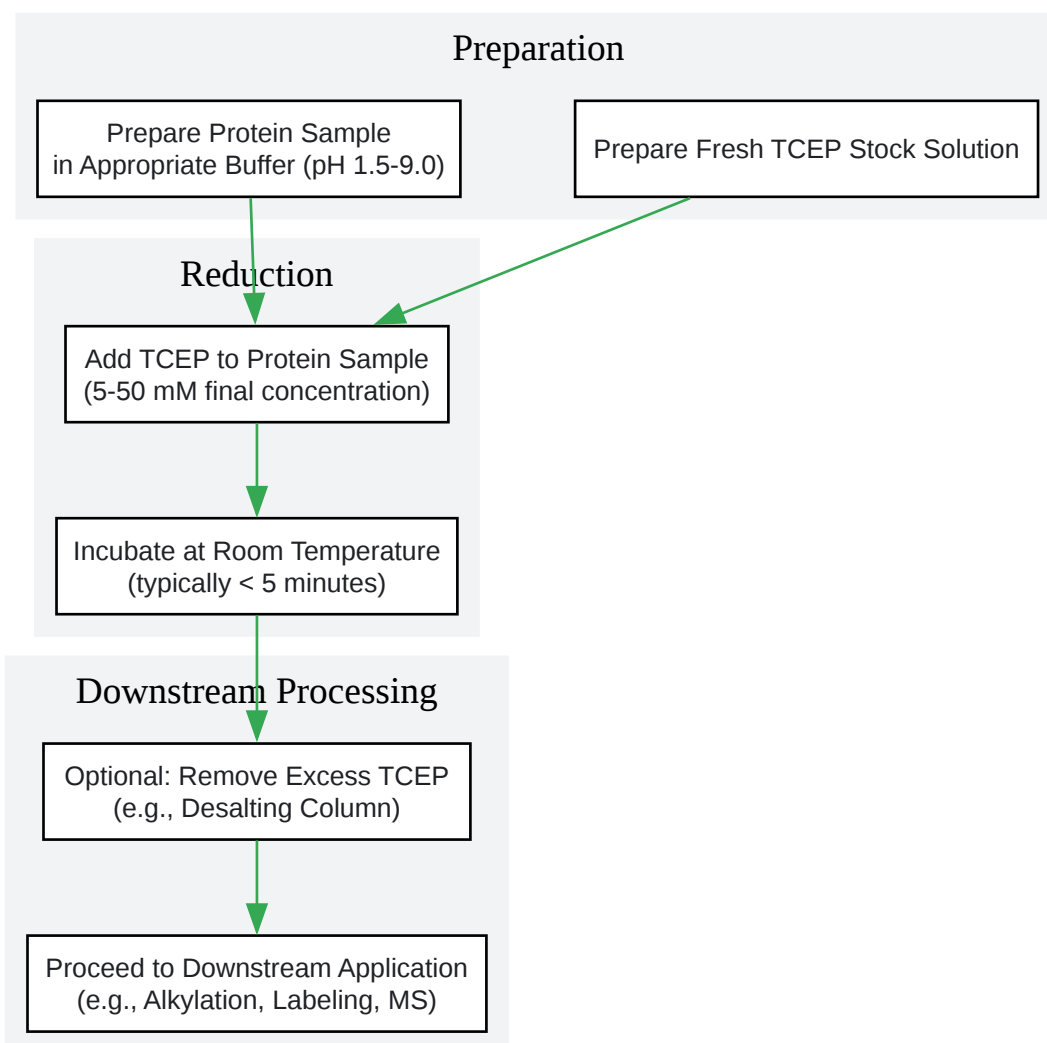 Preparation
Prepare Protein Sample
in Appropriate Buffer (pH 1.5-9.0)
Prepare Fresh TCEP Stock Solution
Reduction
Add TCEP to Protein Sample
(5-50 mM final concentration)
Incubate at Room Temperature
(typically < 5 minutes)
Downstream Processing
Optional: Remove Excess TCEP
(e.g., Desalting Column)
Proceed to Downstream Application
(e.g., Alkylation, Labeling, MS)